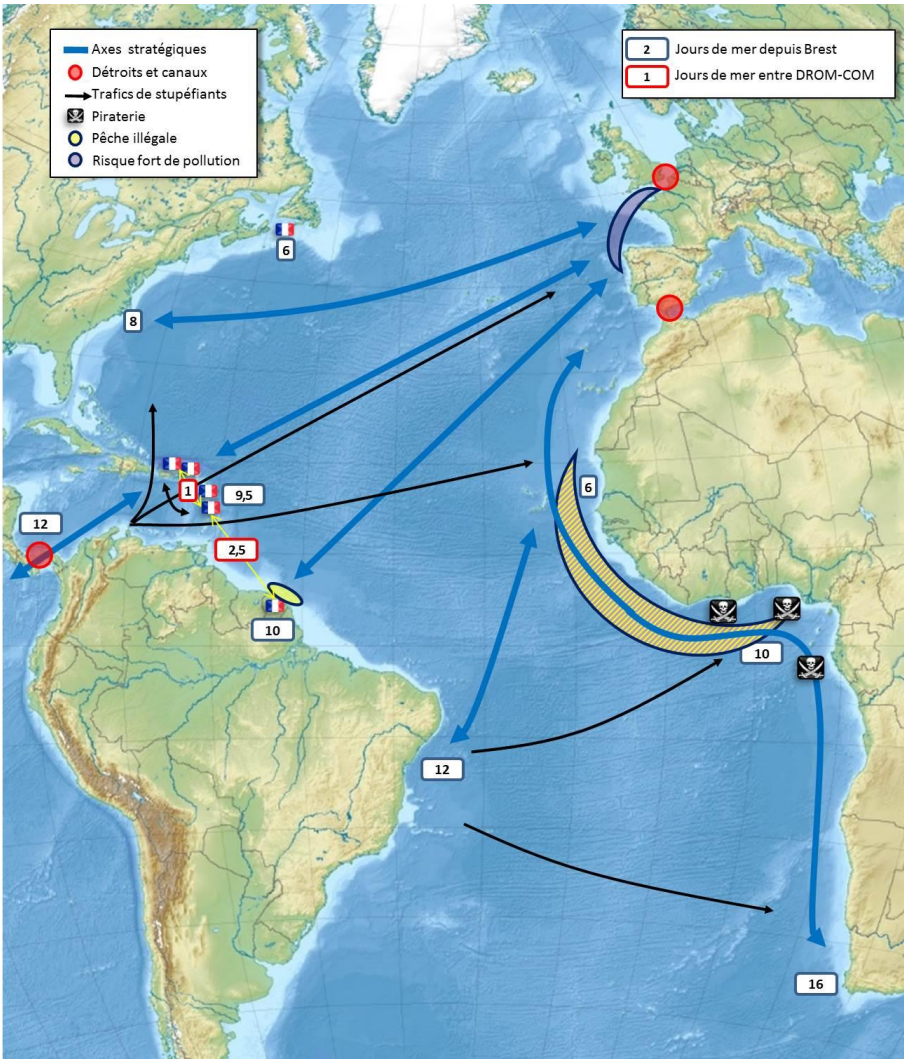 Axes stratégiques
Détroits et canaux
Trafics de stupéfiants
Piraterie
Pêche illégale
Risque fort de pollution
2 Jours de mer depuis Brest
1 Jours de mer entre DROM-COM
6
8
6
1
9,5
12
2,5
10
10
12
16